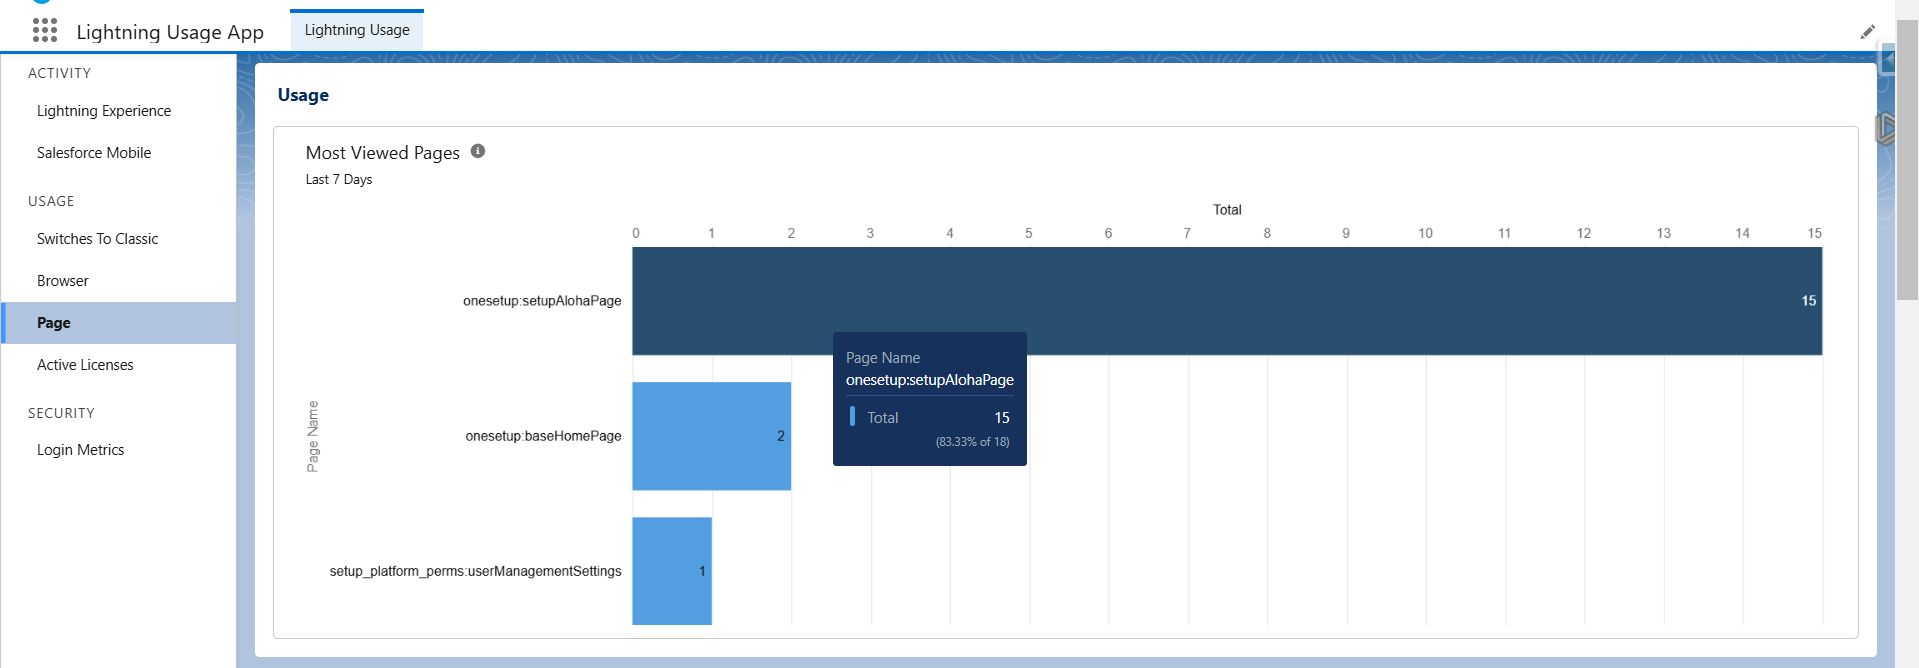 Lightning Usage App
Lightning Usage
ACTIVITY
Lightning Experience
Salesforce Mobile
USAGE
Switches To Classic
Browser
Page
Active Licenses
SECURITY
Login Metrics
Usage
Most Viewed Pages
Last 7 Days
Total
0 1 2 3 4 5 6 7 8 9 10 11 12 13 14 15
Page Name
onesetup:setupAlohaPage
15
onesetup:baseHomePage
2
setup_platform_perms:userManagementSettings
1
Page Name
onesetup:setupAlohaPage
Total 15
(83.33% of 18)